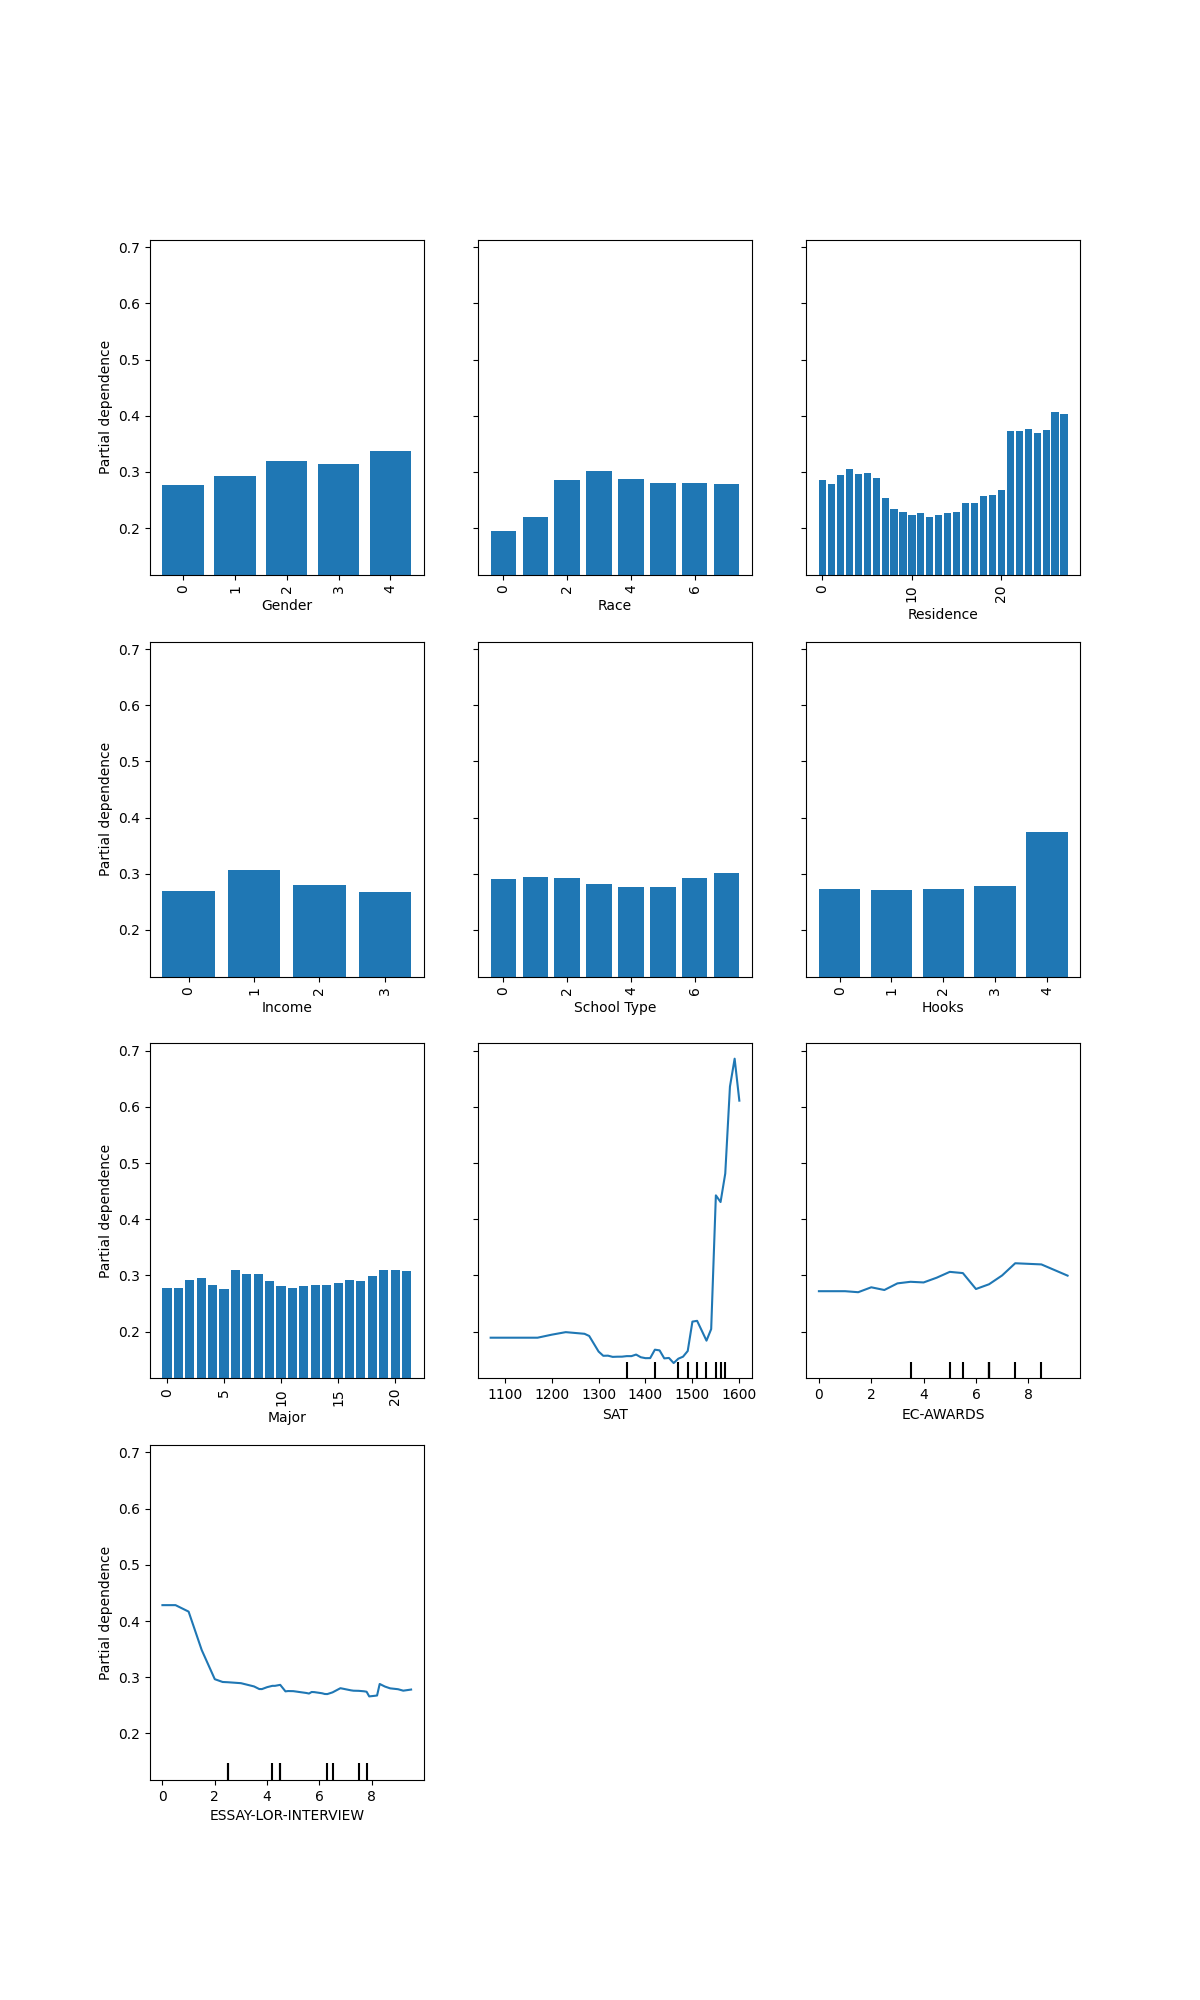 0.7
0.6
0.5
0.4
0.3
0.2
Partial dependence
0 1 2 3 4
Gender
0 2 4 6
Race
0 10 20
Residence
0.7
0.6
0.5
0.4
0.3
0.2
Partial dependence
0 1 2 3
Income
0 2 4 6
School Type
0 1 2 3 4
Hooks
0.7
0.6
0.5
0.4
0.3
0.2
Partial dependence
0 5 10 15 20
Major
1100 1200 1300 1400 1500 1600
SAT
0 2 4 6 8
EC-AWARDS
0.7
0.6
0.5
0.4
0.3
0.2
Partial dependence
0 2 4 6 8
ESSAY-LOR-INTERVIEW